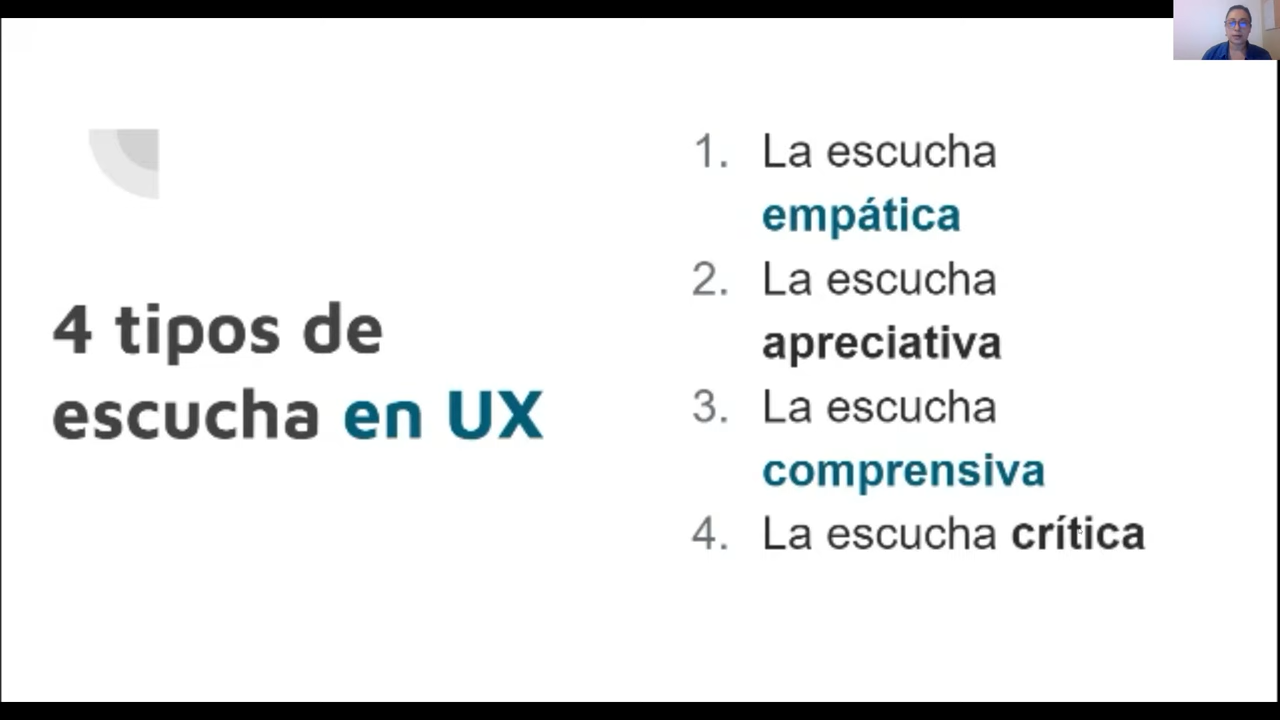 4 tipos de
escucha en UX
1. La escucha
empática
2. La escucha
apreciativa
3. La escucha
comprensiva
4. La escucha crítica